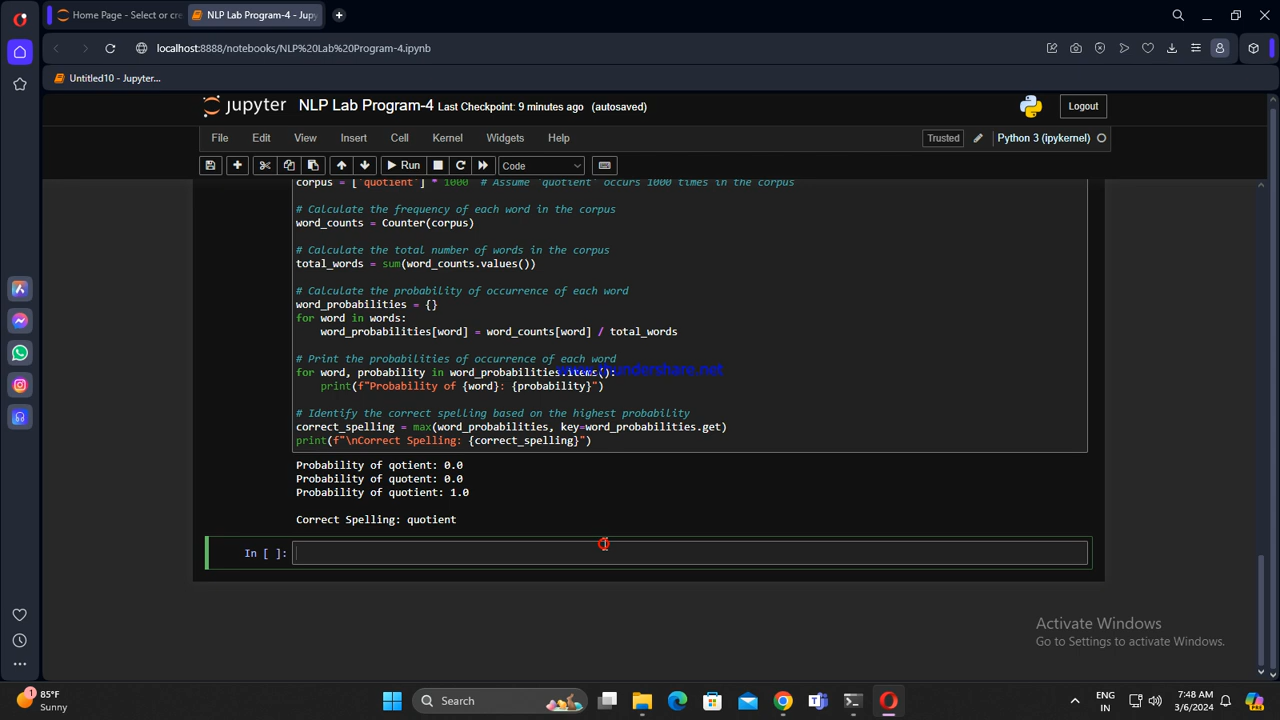 Home Page - Select or cre
NLP Lab Program-4 - Jupy
localhost:8888/notebooks/NLP%20Lab%20Program-4.ipynb
Untitled10 - Jupyter...
jupyter NLP Lab Program-4 Last Checkpoint: 9 minutes ago (autosaved)
Logout
File Edit View Insert Cell Kernel Widgets Help
Trusted Python 3 (ipykernel)
Run Code
corpus = ['quotient'] * 1000 # Assume 'quotient' occurs 1000 times in the corpus
# Calculate the frequency of each word in the corpus
word_counts = Counter(corpus)
# Calculate the total number of words in the corpus
total_words = sum(word_counts.values())
# Calculate the probability of occurrence of each word
word_probabilities = {}
for word in words:
word_probabilities[word] = word_counts[word] / total_words
# Print the probabilities of occurrence of each word
for word, probability in word_probabilities.items():
www.thundershare.net
print(f"Probability of {word}: {probability}")
# Identify the correct spelling based on the highest probability
correct_spelling = max(word_probabilities, key=word_probabilities.get)
print(f"\nCorrect Spelling: {correct_spelling}")
Probability of qotient: 0.0
Probability of quotent: 0.0
Probability of quotient: 1.0
Correct Spelling: quotient
In [ ]:
Activate Windows
Go to Settings to activate Windows.
1
85°F
Sunny
Search
ENG
IN
7:48 AM
3/6/2024
PRE